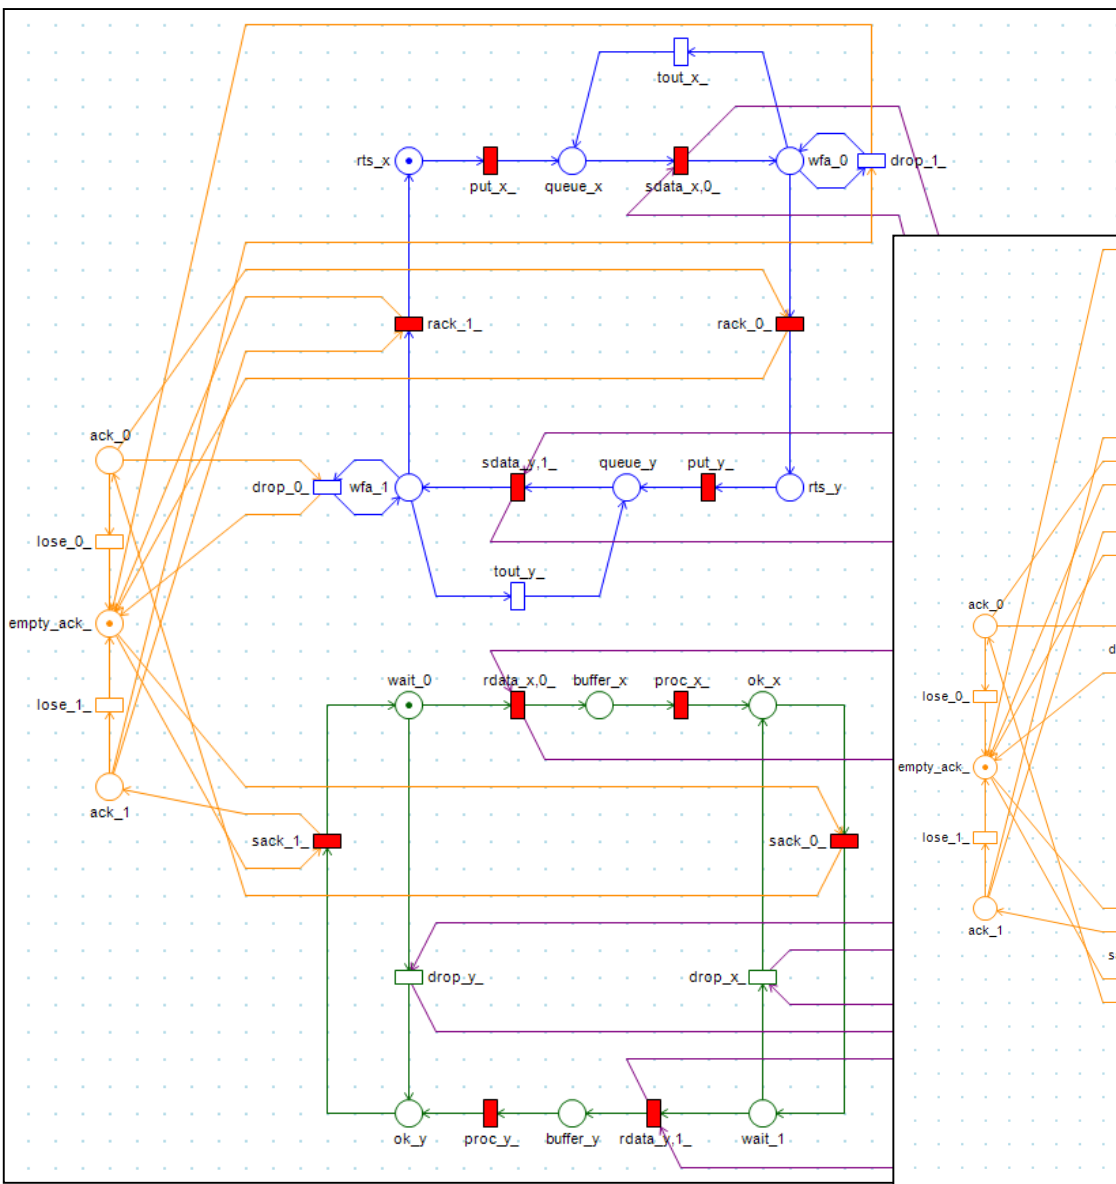 tout_x_
rts_x
put_x_
queue_x
sdata_x,0_
wfa_0
drop_1_
rack_1_
rack_0_
ack_0
sdata_y,1_
queue_y
put_y_
drop_0_
wfa_1
rts_y
lose_0_
tout_y_
empty_ack_
wait_0
rdata_x,0_
buffer_x
proc_x_
ok_x
lose_1_
ack_1
sack_1_
sack_0_
drop_y_
drop_x_
ok_y
proc_y_
buffer_y
rdata_y,1_
wait_1
ack_0
d
lose_0_
empty_ack_
lose_1_
ack_1
s